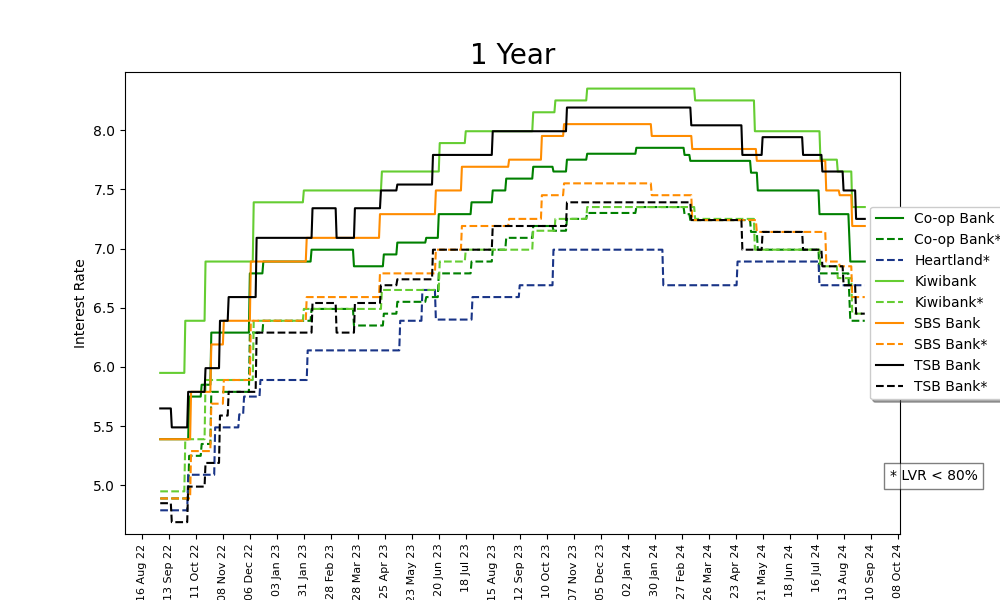 1 Year
Interest Rate
8.0
7.5
7.0
6.5
6.0
5.5
5.0
16 Aug 22
13 Sep 22
11 Oct 22
08 Nov 22
06 Dec 22
03 Jan 23
31 Jan 23
28 Feb 23
28 Mar 23
25 Apr 23
23 May 23
20 Jun 23
18 Jul 23
15 Aug 23
12 Sep 23
10 Oct 23
07 Nov 23
05 Dec 23
02 Jan 24
30 Jan 24
27 Feb 24
26 Mar 24
23 Apr 24
21 May 24
18 Jun 24
16 Jul 24
13 Aug 24
10 Sep 24
08 Oct 24
Co-op Bank
Co-op Bank*
Heartland*
Kiwibank
Kiwibank*
SBS Bank
SBS Bank*
TSB Bank
TSB Bank*
* LVR < 80%